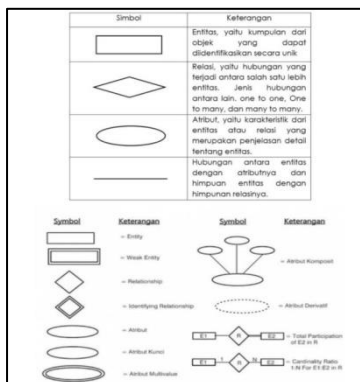 Simbol Keterangan
Entitas, yaitu kumpulan dari
objek yang dapat
diidentifikasikan secara unik
Relasi, yaitu hubungan yang
terjadi antara salah satu lebih
entitas. Jenis hubungan
antara lain, one to one, One
to many, dan many to many.
Atribut, yaitu karakteristik dari
entitas atau relasi yang
merupakan penjelasan detail
tentang entitas.
Hubungan antara entitas
dengan atributnya dan
himpuan entitas dengan
himpunan relasinya.
Symbol Keterangan
= Entity
= Weak Entity
= Relationship
= Identifying Relationship
= Atribut
= Atribut Kunci
= Atribut Multivalue
Symbol Keterangan
= Atribut Komposit
= Atribut Derivatif
E1 R E2 = Total Participation
of E2 in R
E1 1 R N E2 = Cardinality Ratio
1:N For E1:E2 in R